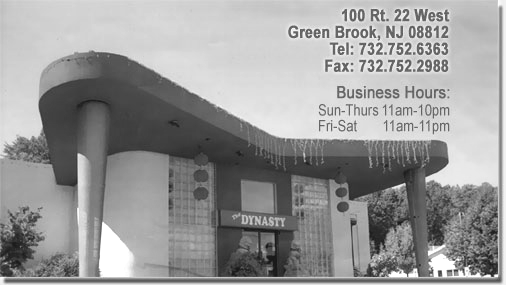 100 Rt. 22 West
Green Brook, NJ 08812
Tel: 732.752.6363
Fax: 732.752.2988
Business Hours:
Sun-Thurs 11am-10pm
Fri-Sat 11am-11pm
The
DYNASTY